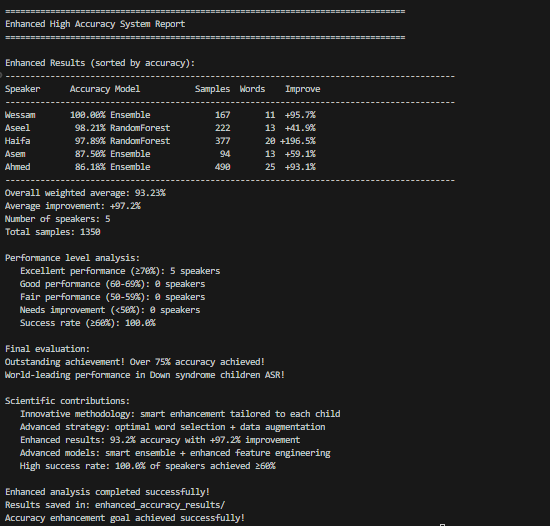 ================================================================================
Enhanced High Accuracy System Report
================================================================================
Enhanced Results (sorted by accuracy):
------------------------------------------------------------------------------------------
Speaker Accuracy Model Samples Words Improve
------------------------------------------------------------------------------------------
Wessam 100.00% Ensemble 167 11 +95.7%
Aseel 98.21% RandomForest 222 13 +41.9%
Haifa 97.89% RandomForest 377 20 +196.5%
Asem 87.50% Ensemble 94 13 +59.1%
Ahmed 86.18% Ensemble 490 25 +93.1%
------------------------------------------------------------------------------------------
Overall weighted average: 93.23%
Average improvement: +97.2%
Number of speakers: 5
Total samples: 1350
Performance level analysis:
Excellent performance (≥70%): 5 speakers
Good performance (60-69%): 0 speakers
Fair performance (50-59%): 0 speakers
Needs improvement (<50%): 0 speakers
Success rate (≥60%): 100.0%
Final evaluation:
Outstanding achievement! Over 75% accuracy achieved!
World-leading performance in Down syndrome children ASR!
Scientific contributions:
Innovative methodology: smart enhancement tailored to each child
Advanced strategy: optimal word selection + data augmentation
Enhanced results: 93.2% accuracy with +97.2% improvement
Advanced models: smart ensemble + enhanced feature engineering
High success rate: 100.0% of speakers achieved ≥60%
Enhanced analysis completed successfully!
Results saved in: enhanced_accuracy_results/
Accuracy enhancement goal achieved successfully!